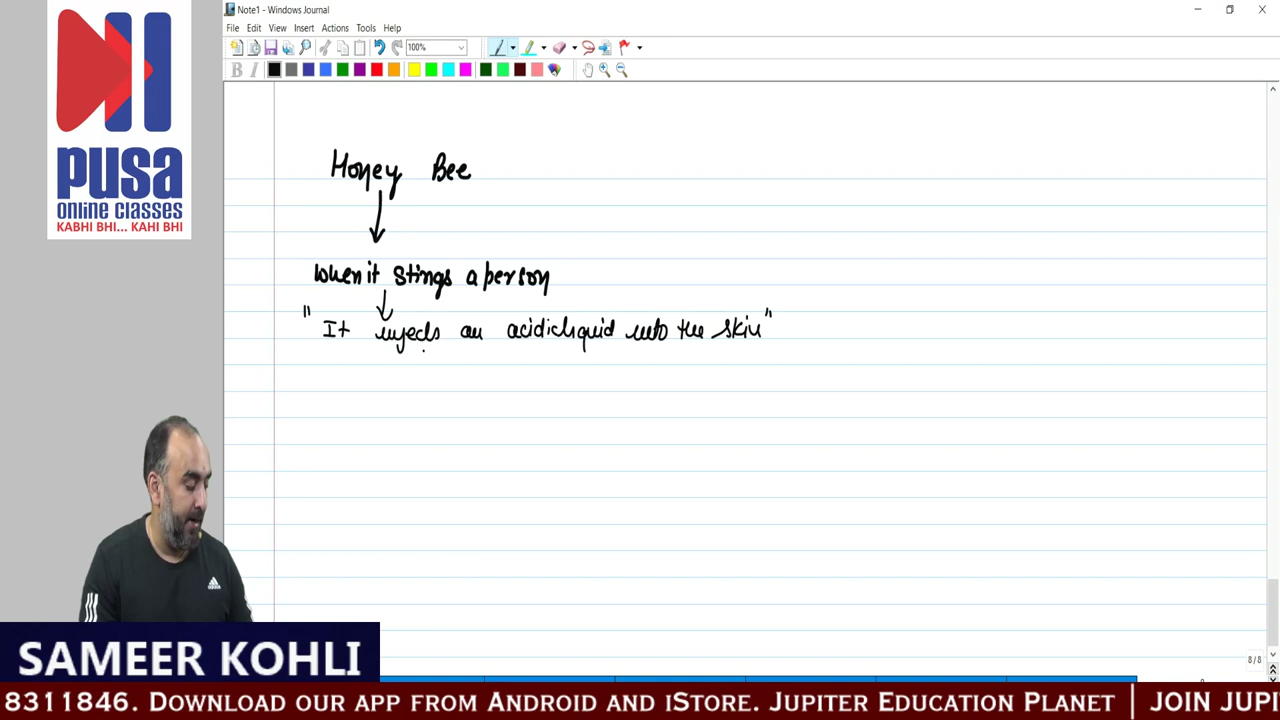 Note1 - Windows Journal
File Edit View Insert Actions Tools Help
100%
B I
PUSA
ONLINE CLASSES
KABHI BHI... KAHI BHI
Honey Bee
When it stings a person
"It injects an acidic liquid into the skin"
adidas
8/8
SAMEER KOHLI
8311846. DOWNLOAD OUR APP FROM ANDROID AND ISTORE. JUPITER EDUCATION PLANET | JOIN JUPI